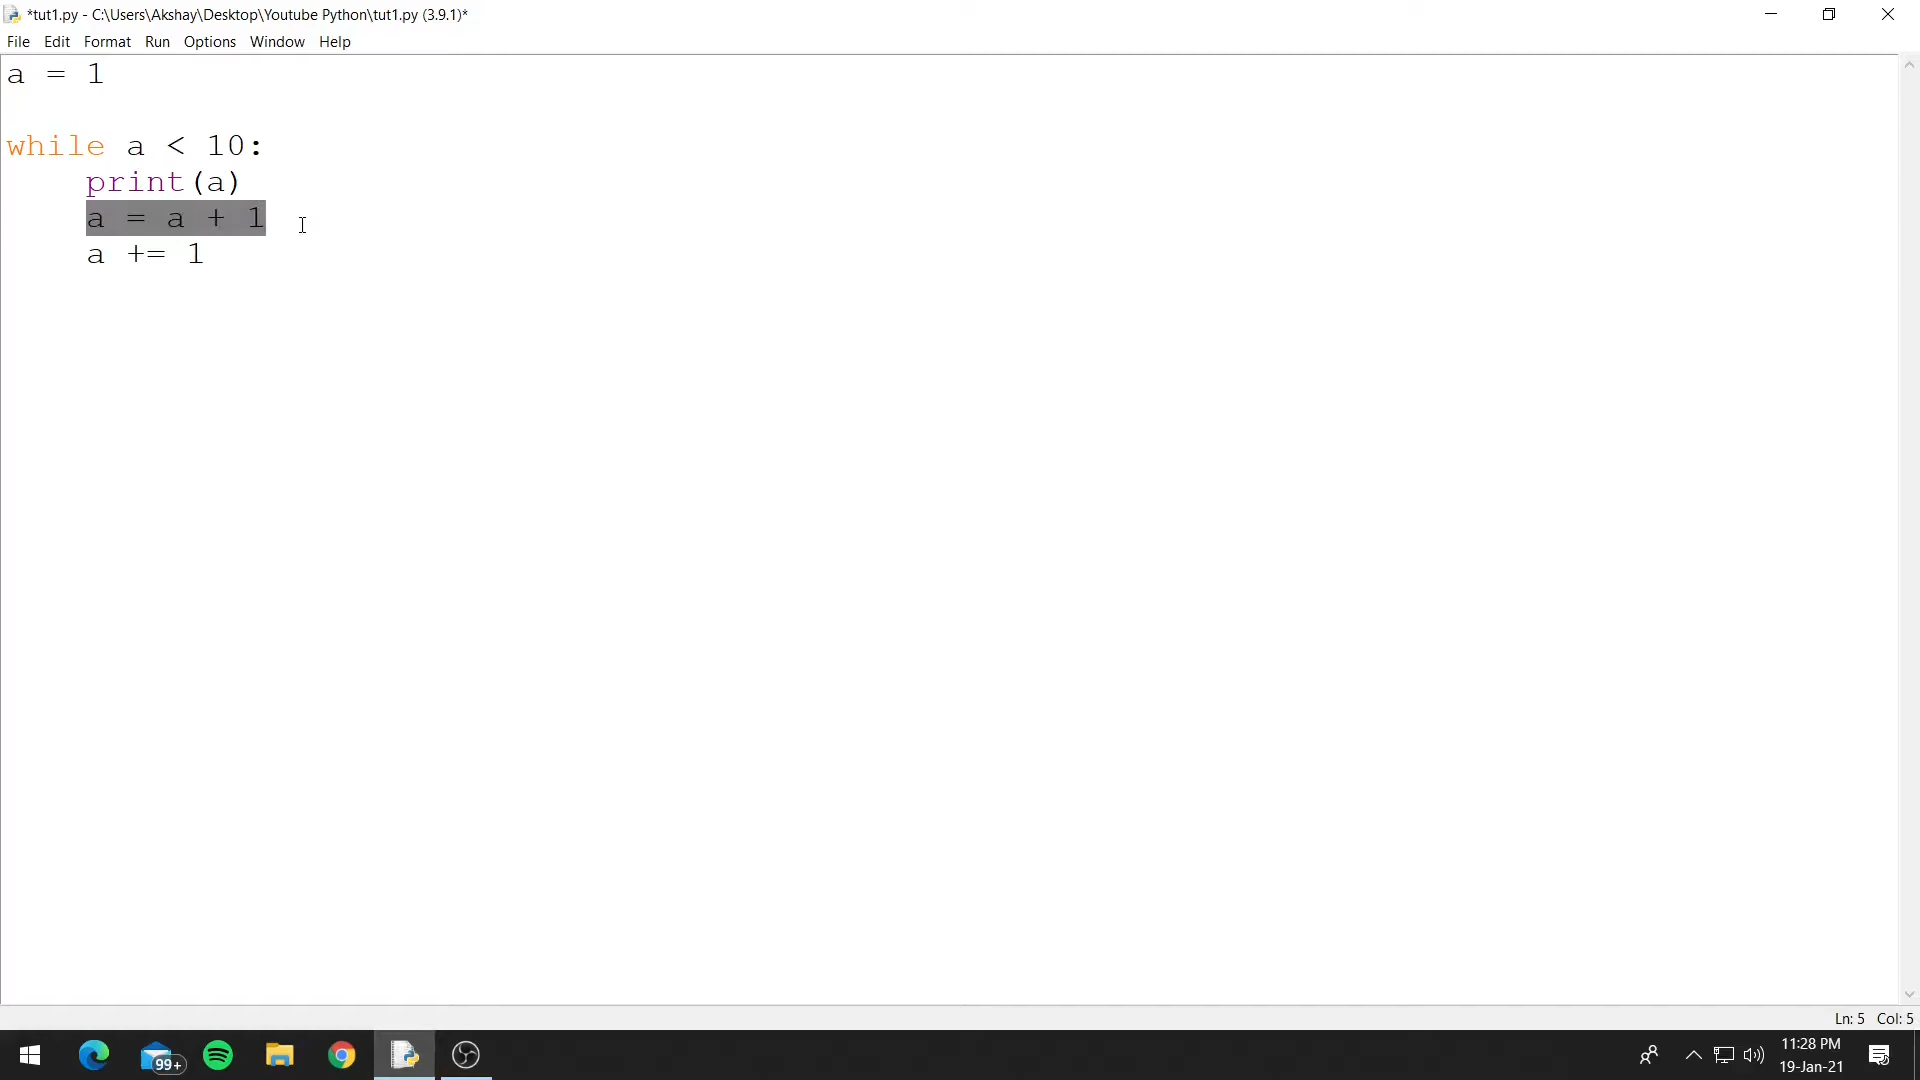 *tut1.py - C:\Users\Akshay\Desktop\Youtube Python\tut1.py (3.9.1)*
File Edit Format Run Options Window Help
a = 1
while a < 10:
    print(a)
    a = a + 1
    a += 1
Ln: 5 Col: 5
99+
11:28 PM
19-Jan-21